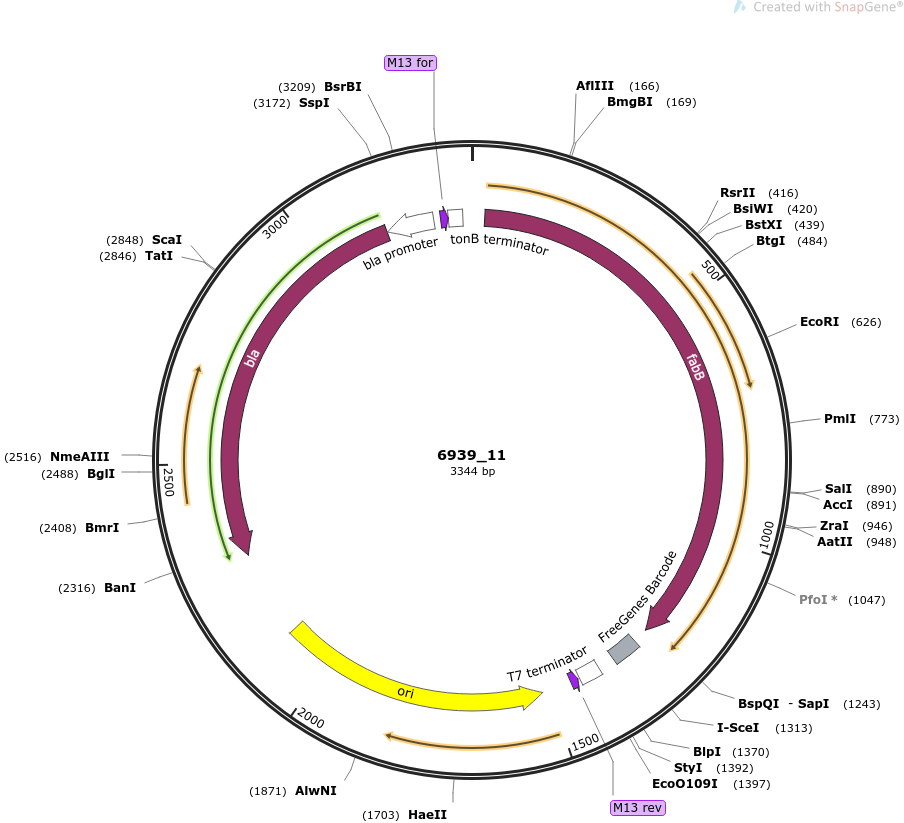 Created with SnapGene®
M13 for
(3209) BsrBI
(3172) SspI
AflIII (166)
BmgBI (169)
RsrII (416)
BsiWI (420)
BstXI (439)
BtgI (484)
3000
500
(2848) ScaI
(2846) TatI
bla promoter
tonB terminator
EcoRI (626)
bla
fabB
PmlI (773)
6939_11
3344 bp
(2516) NmeAIII
(2488) BglI
2500
SalI (890)
AccI (891)
(2408) BmrI
ZraI (946)
AatII (948)
1000
(2316) BanI
PfoI * (1047)
FreeGenes Barcode
T7 terminator
ori
BspQI - SapI (1243)
I-SceI (1313)
2000
1500
BlpI (1370)
StyI (1392)
EcoO109I (1397)
(1871) AlwNI
(1703) HaeII
M13 rev